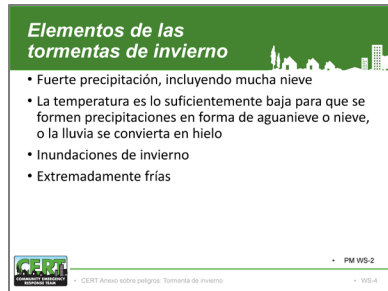 Elementos de las
tormentas de invierno
• Fuerte precipitación, incluyendo mucha nieve
• La temperatura es lo suficientemente baja para que se
formen precipitaciones en forma de aguanieve o nieve,
o la lluvia se convierta en hielo
• Inundaciones de invierno
• Extremadamente frías
• PM WS-2
CERT
COMMUNITY EMERGENCY
RESPONSE TEAM
• CERT Anexo sobre peligros: Tormenta de invierno
• WS-4